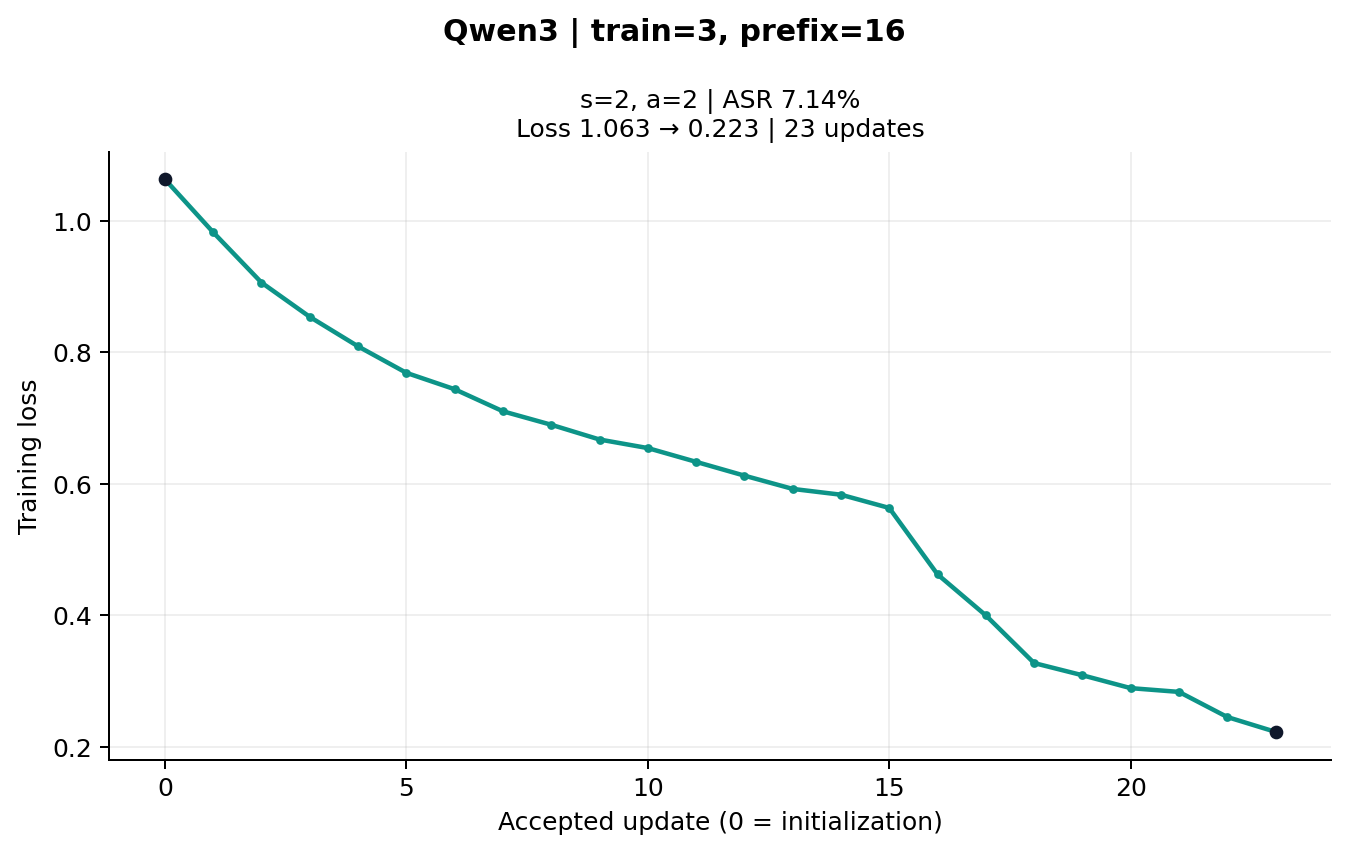 Qwen3 | train=3, prefix=16
s=2, a=2 | ASR 7.14%
Loss 1.063 → 0.223 | 23 updates
1.0
0.8
0.6
0.4
0.2
Training loss
0 5 10 15 20
Accepted update (0 = initialization)